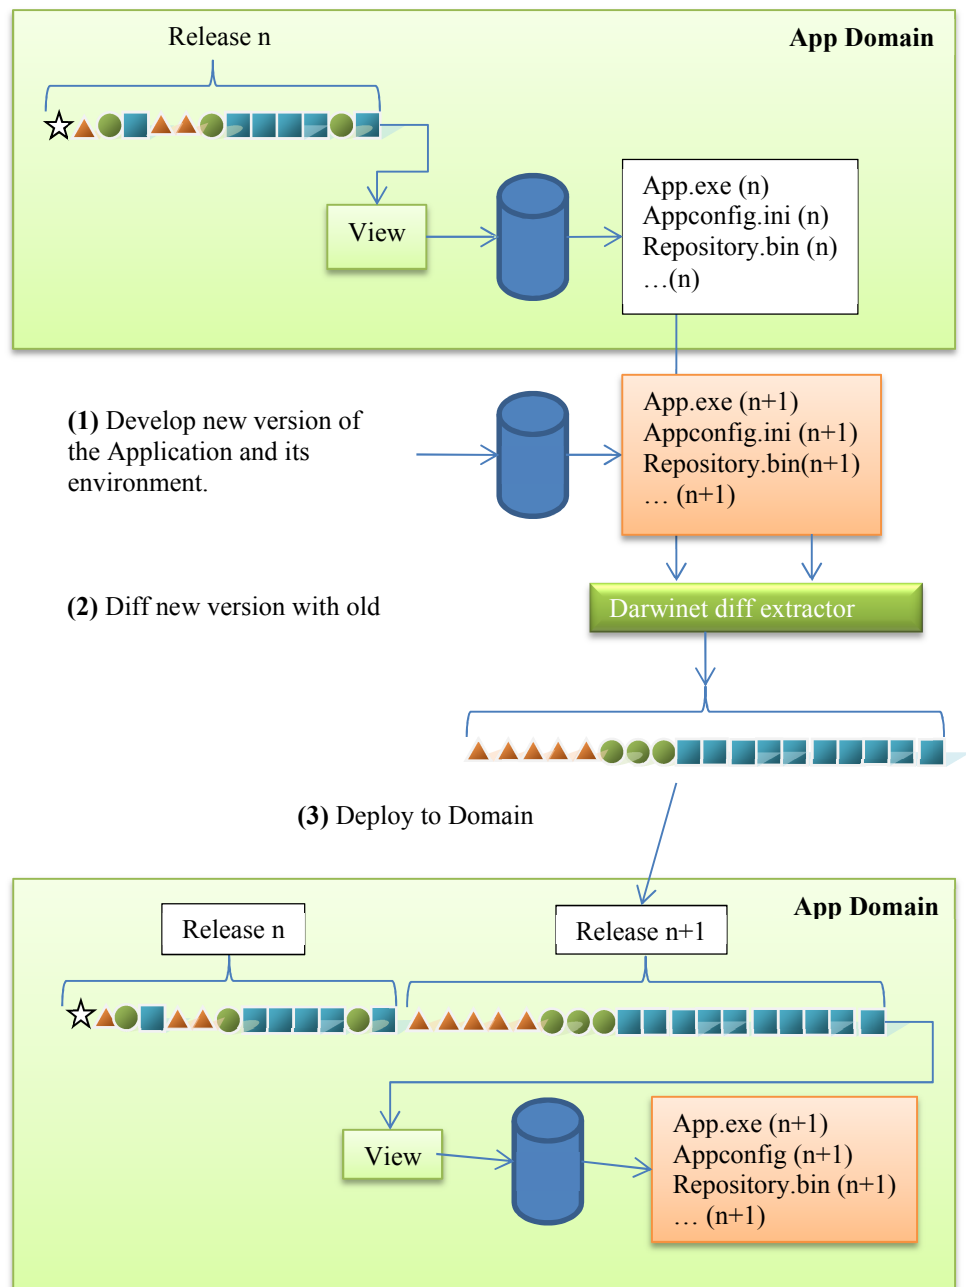 Release n
App Domain
View
App.exe (n)
Appconfig.ini (n)
Repository.bin (n)
…(n)
(1) Develop new version of
the Application and its
environment.
App.exe (n+1)
Appconfig.ini (n+1)
Repository.bin(n+1)
… (n+1)
(2) Diff new version with old
Darwinet diff extractor
(3) Deploy to Domain
App Domain
Release n
Release n+1
View
App.exe (n+1)
Appconfig (n+1)
Repository.bin (n+1)
… (n+1)